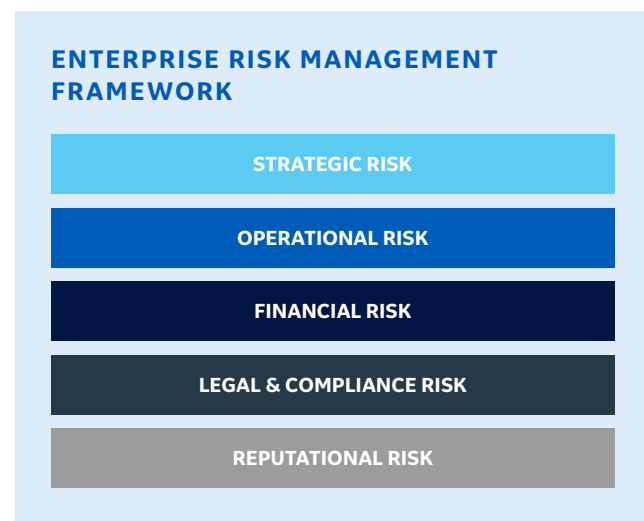 ENTERPRISE RISK MANAGEMENT
FRAMEWORK
STRATEGIC RISK
OPERATIONAL RISK
FINANCIAL RISK
LEGAL & COMPLIANCE RISK
REPUTATIONAL RISK